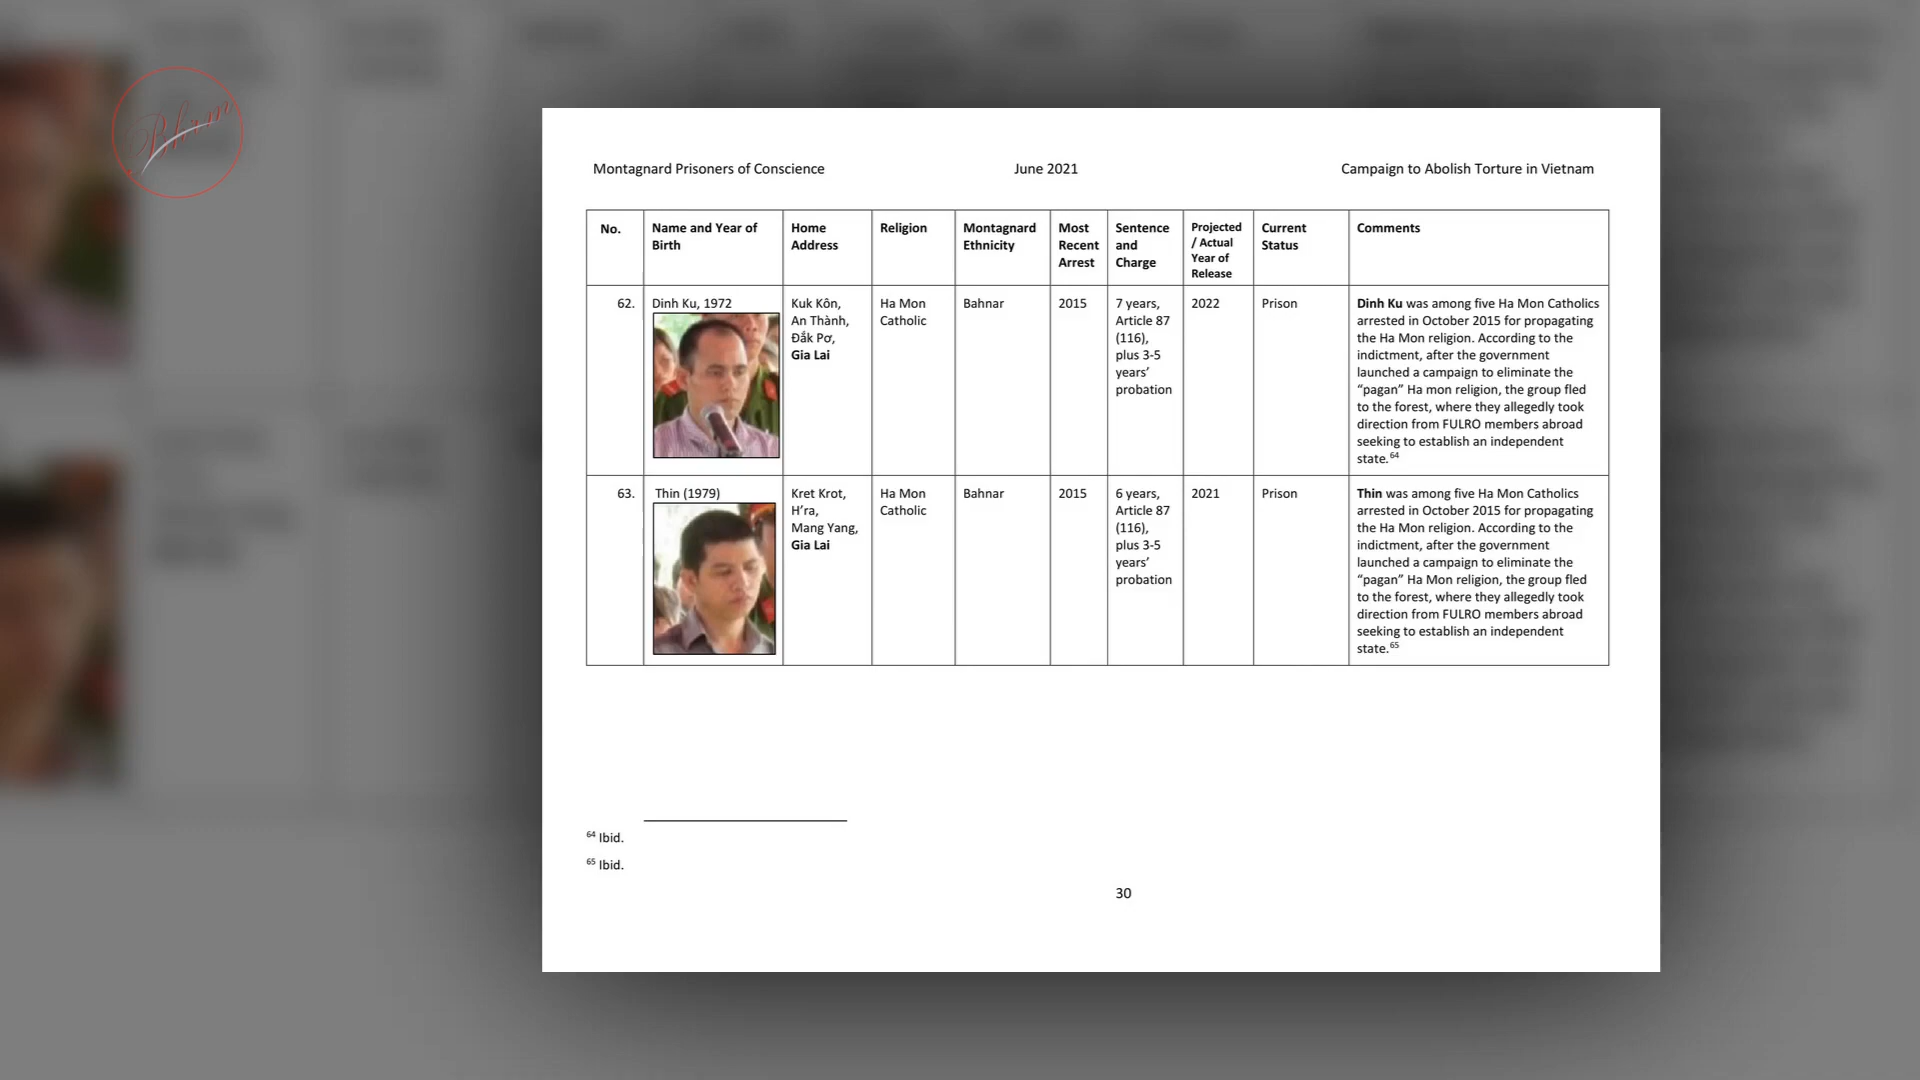 Bham
Montagnard Prisoners of Conscience June 2021 Campaign to Abolish Torture in Vietnam
No. Name and Year of Birth Home Address Religion Montagnard Ethnicity Most Recent Arrest Sentence and Charge Projected / Actual Year of Release Current Status Comments
62.
Dinh Ku, 1972
Kuk Kôn,
An Thành,
Đắk Pơ,
Gia Lai
Ha Mon
Catholic
Bahnar
2015
7 years,
Article 87
(116),
plus 3-5
years’
probation
2022
Prison
Dinh Ku was among five Ha Mon Catholics
arrested in October 2015 for propagating
the Ha Mon religion. According to the
indictment, after the government
launched a campaign to eliminate the
“pagan” Ha mon religion, the group fled
to the forest, where they allegedly took
direction from FULRO members abroad
seeking to establish an independent
state.64
63.
Thin (1979)
Kret Krot,
H’ra,
Mang Yang,
Gia Lai
Ha Mon
Catholic
Bahnar
2015
6 years,
Article 87
(116),
plus 3-5
years’
probation
2021
Prison
Thin was among five Ha Mon Catholics
arrested in October 2015 for propagating
the Ha Mon religion. According to the
indictment, after the government
launched a campaign to eliminate the
“pagan” Ha Mon religion, the group fled
to the forest, where they allegedly took
direction from FULRO members abroad
seeking to establish an independent
state.65
64 Ibid.
65 Ibid.
30